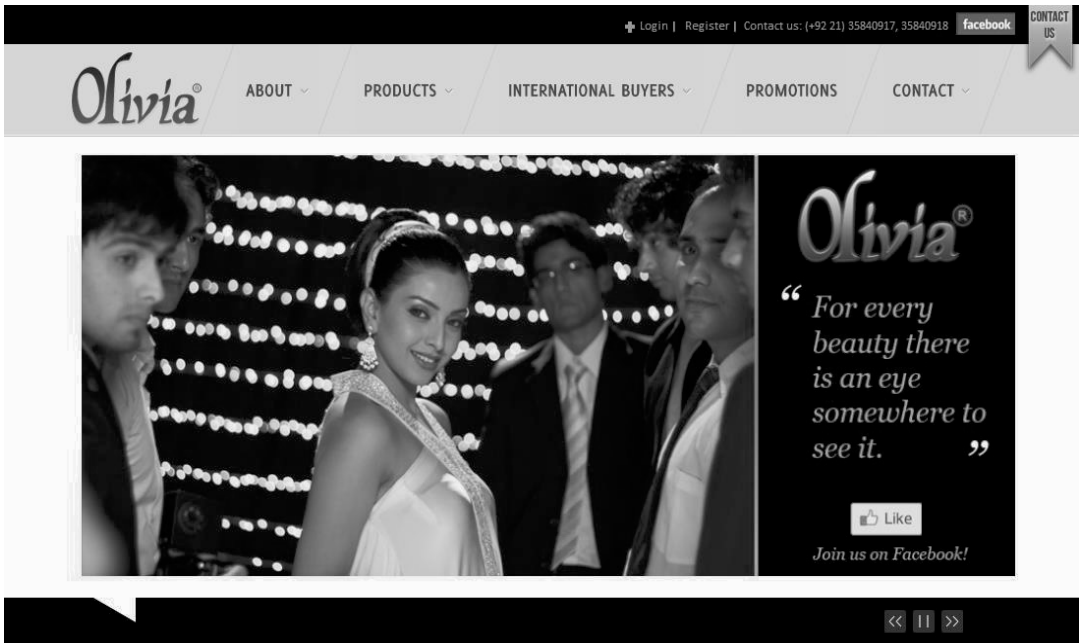 Login | Register | Contact us: (+92 21) 35840917, 35840918 facebook
CONTACT
US
Olivia®
ABOUT PRODUCTS INTERNATIONAL BUYERS PROMOTIONS CONTACT
Olivia®
“ For every
beauty there
is an eye
somewhere to
see it. ”
Like
Join us on Facebook!